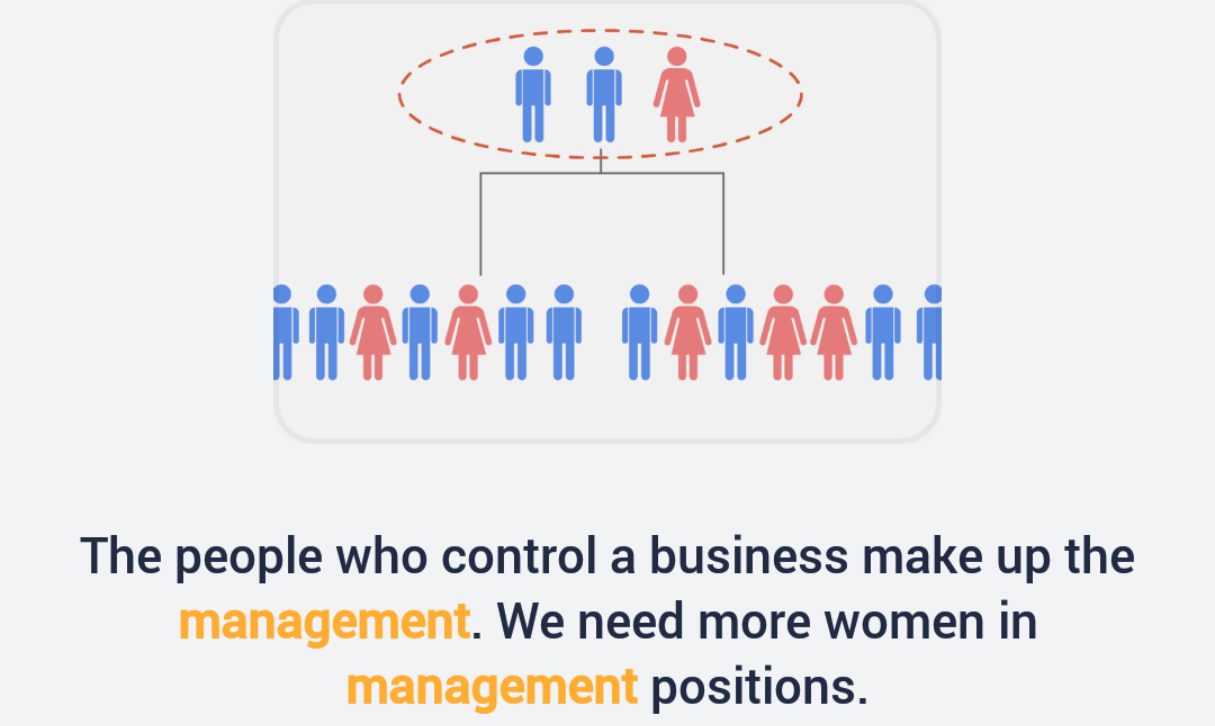 The people who control a business make up the
management. We need more women in
management positions.